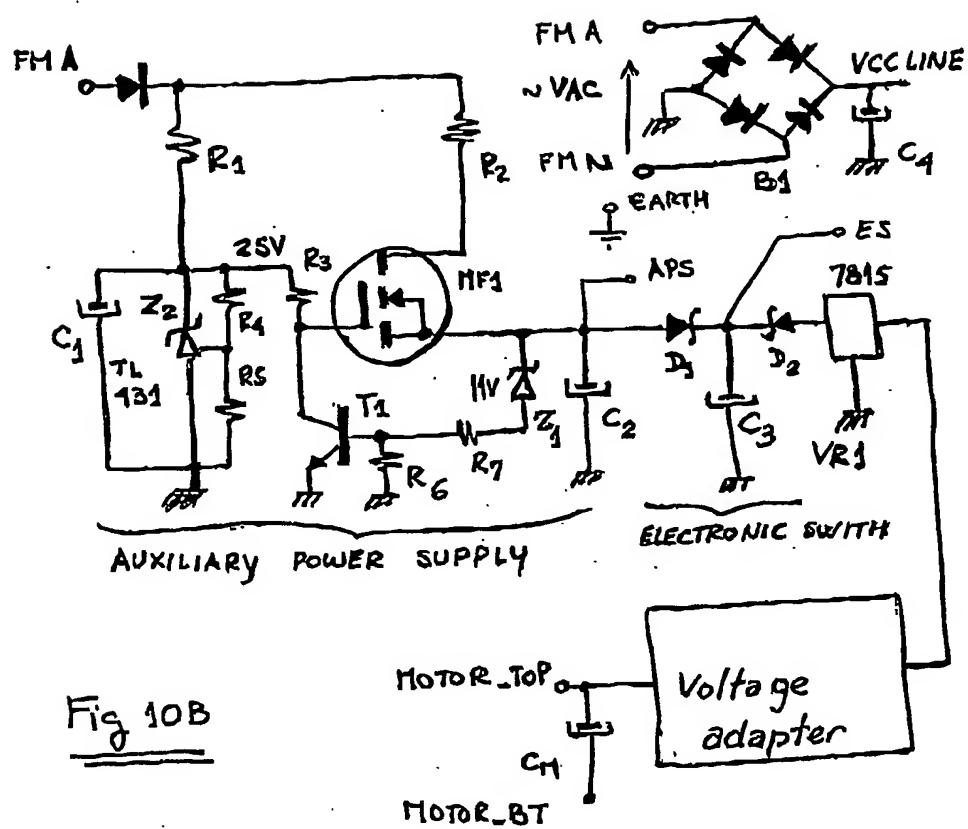 FM A
FM A
~VAC
FM N
EARTH
VCC LINE
C4
B1
R1
R2
25V
R3
MF1
APS
ES
7815
C1
Z2
TL
431
R4
R5
T1
R6
R7
11V
Z1
C2
D1
D2
C3
VR1
AUXILIARY POWER SUPPLY
ELECTRONIC SWITH
MOTOR_TOP
Voltage
adapter
CM
MOTOR_BT
Fig 10B